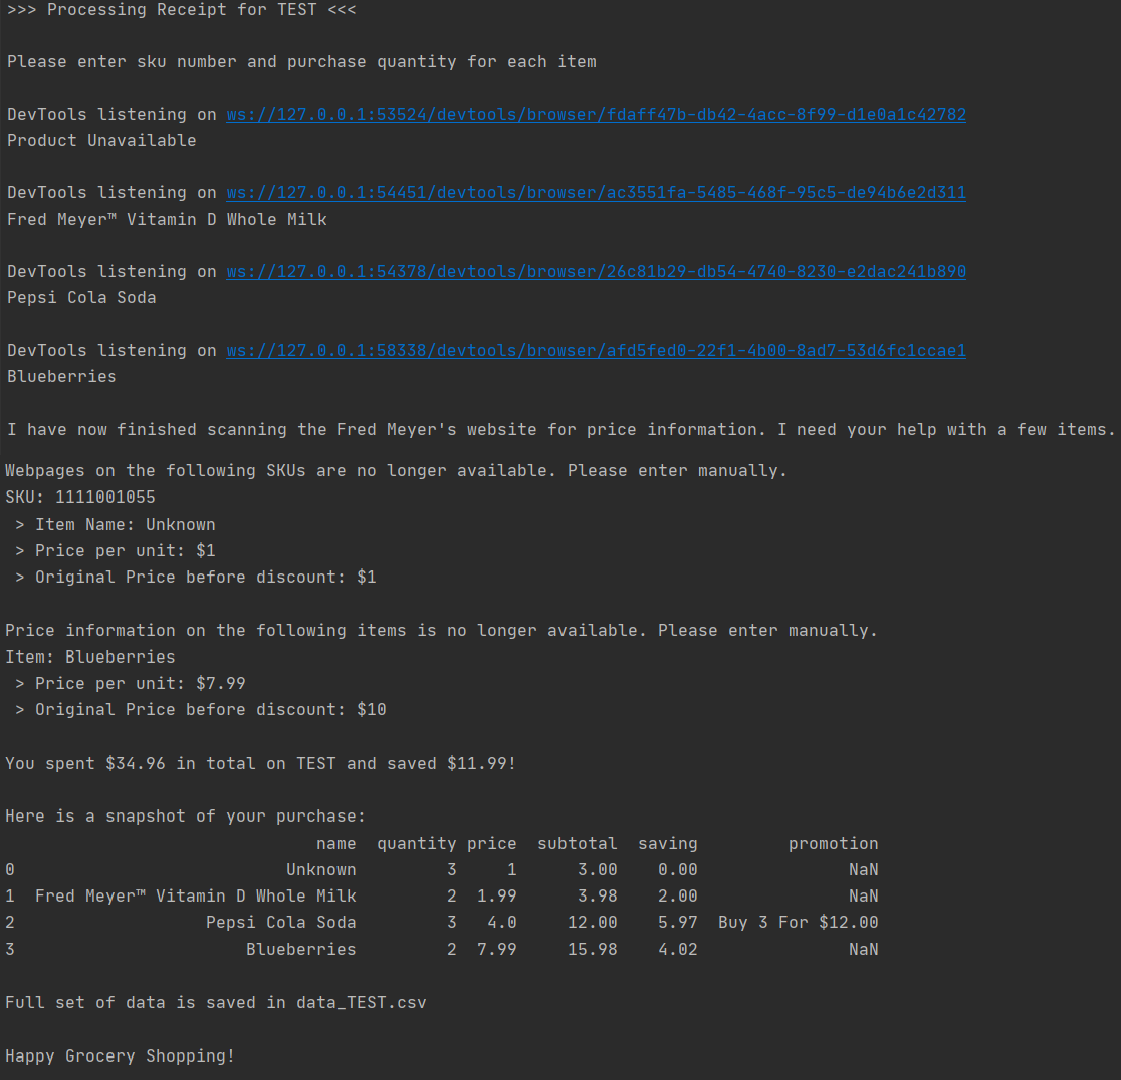 >>> Processing Receipt for TEST <<<
Please enter sku number and purchase quantity for each item
DevTools listening on ws://127.0.0.1:53524/devtools/browser/fdaff47b-db42-4acc-8f99-d1e0a1c42782
Product Unavailable
DevTools listening on ws://127.0.0.1:54451/devtools/browser/ac3551fa-5485-468f-95c5-de94b6e2d311
Fred Meyer™ Vitamin D Whole Milk
DevTools listening on ws://127.0.0.1:54378/devtools/browser/26c81b29-db54-4740-8230-e2dac241b890
Pepsi Cola Soda
DevTools listening on ws://127.0.0.1:58338/devtools/browser/afd5fed0-22f1-4b00-8ad7-53d6fc1ccae1
Blueberries
I have now finished scanning the Fred Meyer's website for price information. I need your help with a few items.
Webpages on the following SKUs are no longer available. Please enter manually.
SKU: 1111001055
> Item Name: Unknown
> Price per unit: $1
> Original Price before discount: $1
Price information on the following items is no longer available. Please enter manually.
Item: Blueberries
> Price per unit: $7.99
> Original Price before discount: $10
You spent $34.96 in total on TEST and saved $11.99!
Here is a snapshot of your purchase:
name quantity price subtotal saving promotion
0 Unknown 3 1 3.00 0.00 NaN
1 Fred Meyer™ Vitamin D Whole Milk 2 1.99 3.98 2.00 NaN
2 Pepsi Cola Soda 3 4.0 12.00 5.97 Buy 3 For $12.00
3 Blueberries 2 7.99 15.98 4.02 NaN
Full set of data is saved in data_TEST.csv
Happy Grocery Shopping!